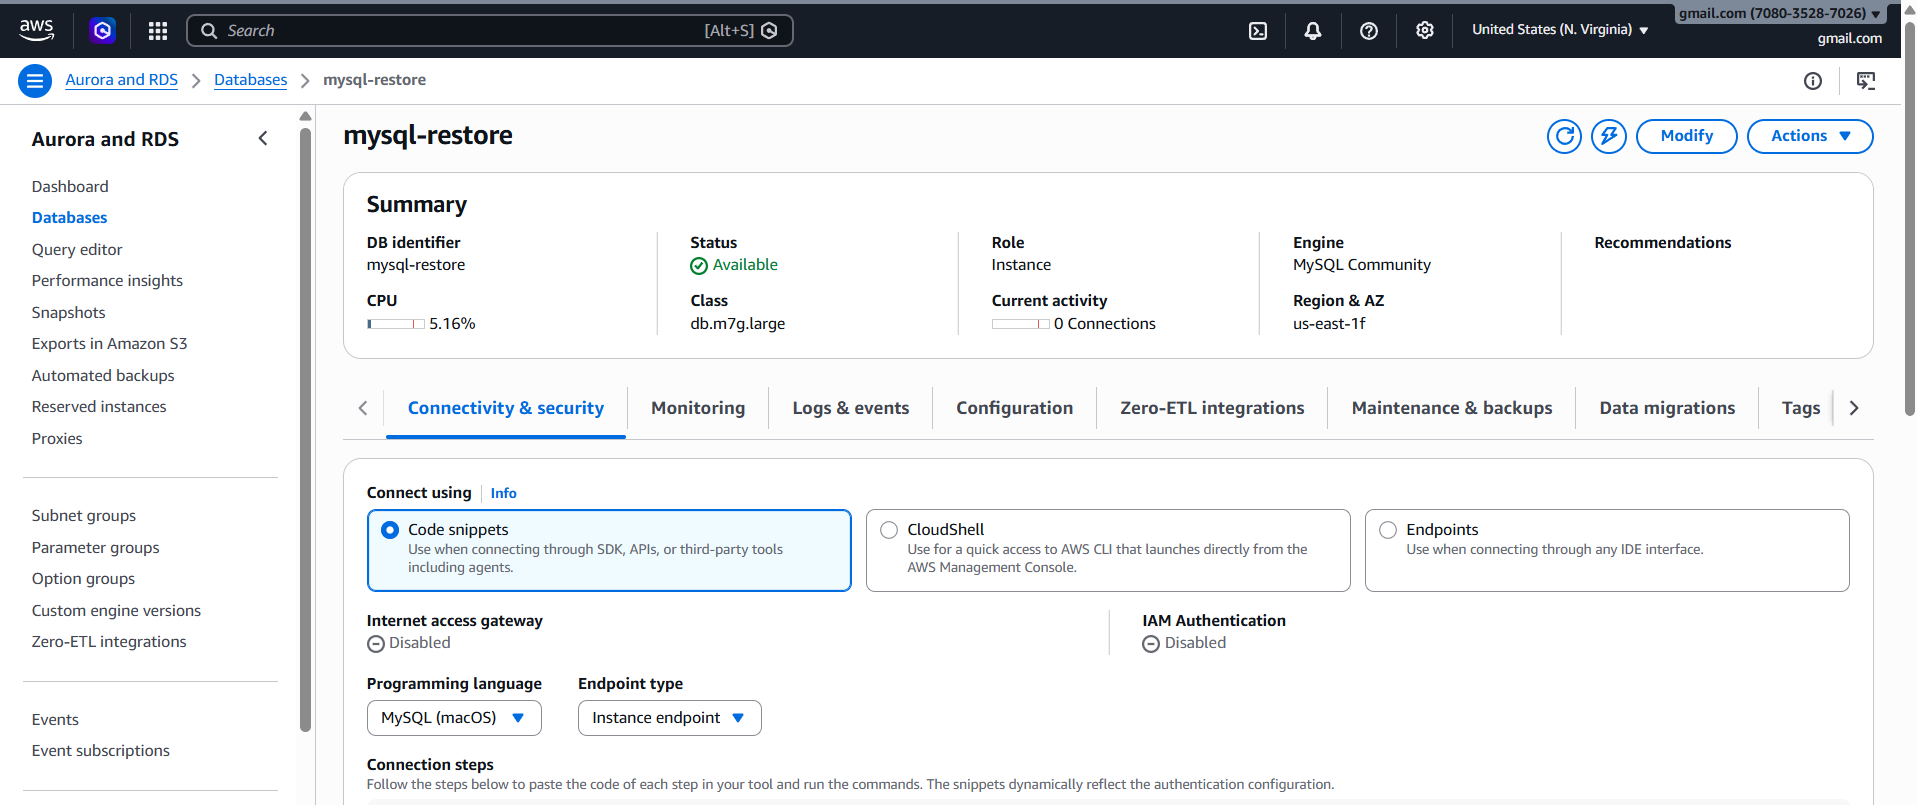 aws
Search
[Alt+S]
United States (N. Virginia)
gmail.com (7080-3528-7026)
gmail.com
Aurora and RDS
Databases
mysql-restore
Aurora and RDS
Dashboard
Databases
Query editor
Performance insights
Snapshots
Exports in Amazon S3
Automated backups
Reserved instances
Proxies
Subnet groups
Parameter groups
Option groups
Custom engine versions
Zero-ETL integrations
Events
Event subscriptions
mysql-restore
Modify
Actions
Summary
DB identifier
mysql-restore
Status
Available
Role
Instance
Engine
MySQL Community
Recommendations
CPU
5.16%
Class
db.m7g.large
Current activity
0 Connections
Region & AZ
us-east-1f
Connectivity & security
Monitoring
Logs & events
Configuration
Zero-ETL integrations
Maintenance & backups
Data migrations
Tags
Connect using
Info
Code snippets
Use when connecting through SDK, APIs, or third-party tools
including agents.
CloudShell
Use for a quick access to AWS CLI that launches directly from the
AWS Management Console.
Endpoints
Use when connecting through any IDE interface.
Internet access gateway
Disabled
IAM Authentication
Disabled
Programming language
MySQL (macOS)
Endpoint type
Instance endpoint
Connection steps
Follow the steps below to paste the code of each step in your tool and run the commands. The snippets dynamically reflect the authentication configuration.